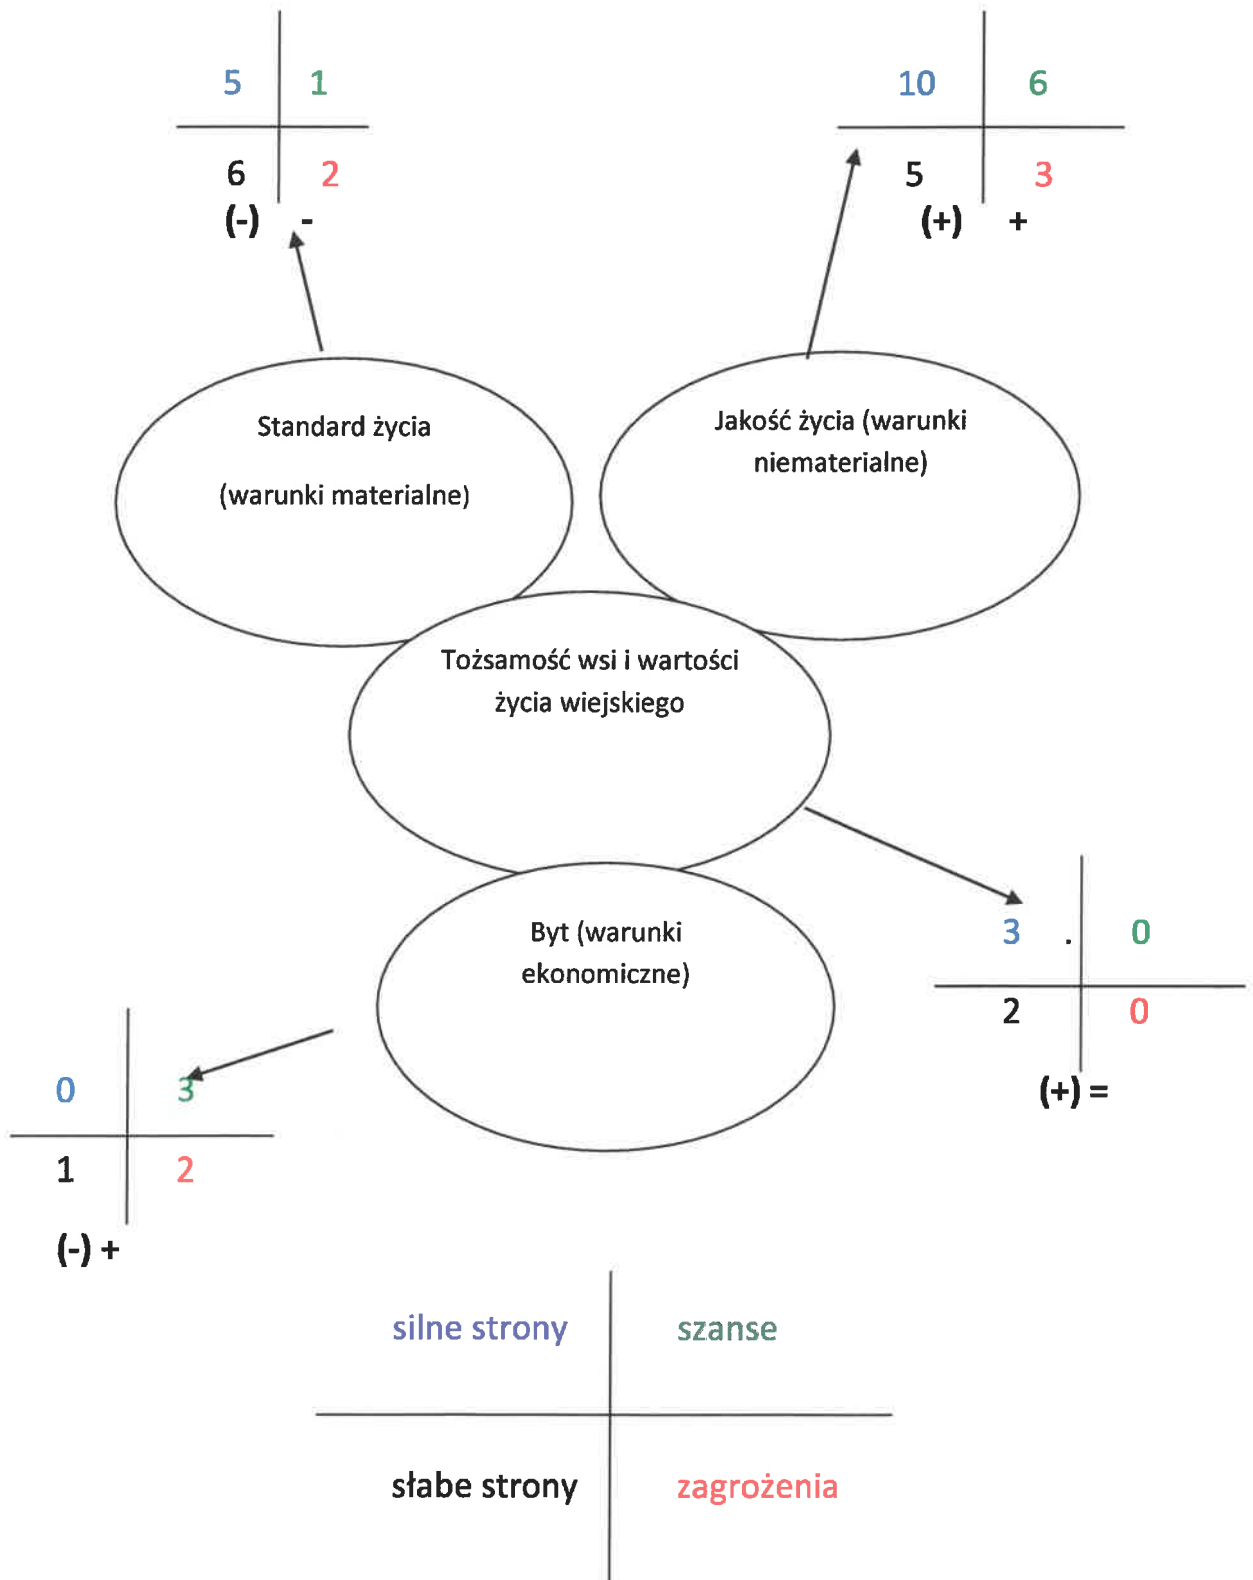 5 1
6 2
(-) -
10 6
5 3
(+) +
Standard życia
(warunki materialne)
Jakość życia (warunki
niematerialne)
Tożsamość wsi i wartości
życia wiejskiego
Byt (warunki
ekonomiczne)
3 . 0
2 0
(+) =
0 3
1 2
(-) +
silne strony szanse
słabe strony zagrożenia